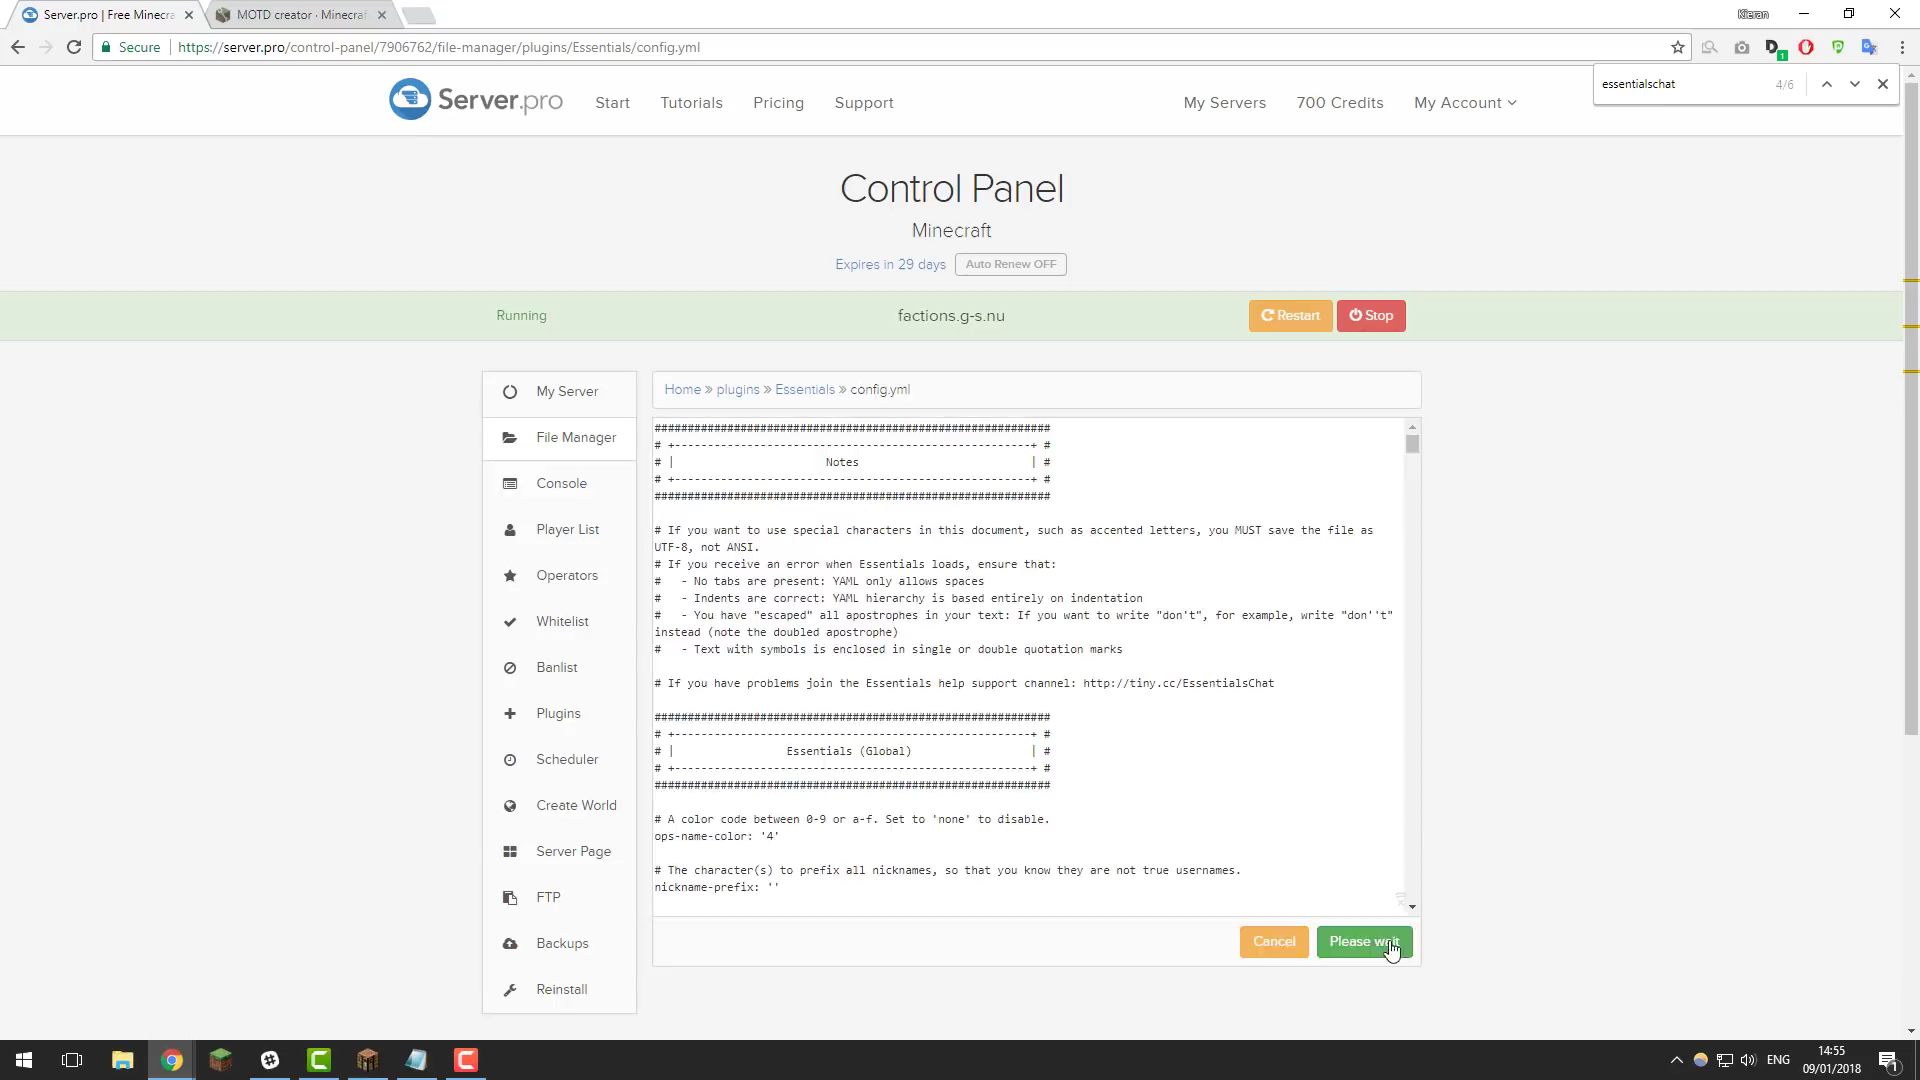 Server.pro | Free Minecra
MOTD creator · Minecraf
Kieran
Secure
https://server.pro/control-panel/7906762/file-manager/plugins/Essentials/config.yml
1
essentialschat
4/6
Server.pro
Start
Tutorials
Pricing
Support
My Servers
700 Credits
My Account
Control Panel
Minecraft
Expires in 29 days
Auto Renew OFF
Running
factions.g-s.nu
Restart
Stop
My Server
File Manager
Console
Player List
Operators
Whitelist
Banlist
Plugins
Scheduler
Create World
Server Page
FTP
Backups
Reinstall
Home » plugins » Essentials » config.yml
############################################################
# +------------------------------------------------------+ #
# |                       Notes                          | #
# +------------------------------------------------------+ #
############################################################
# If you want to use special characters in this document, such as accented letters, you MUST save the file as
UTF-8, not ANSI.
# If you receive an error when Essentials loads, ensure that:
#   - No tabs are present: YAML only allows spaces
#   - Indents are correct: YAML hierarchy is based entirely on indentation
#   - You have "escaped" all apostrophes in your text: If you want to write "don't", for example, write "don''t"
instead (note the doubled apostrophe)
#   - Text with symbols is enclosed in single or double quotation marks
# If you have problems join the Essentials help support channel: http://tiny.cc/EssentialsChat
############################################################
# +------------------------------------------------------+ #
# |                 Essentials (Global)                  | #
# +------------------------------------------------------+ #
############################################################
# A color code between 0-9 or a-f. Set to 'none' to disable.
ops-name-color: '4'
# The character(s) to prefix all nicknames, so that you know they are not true usernames.
nickname-prefix: ''
Cancel
Please wait
ENG
14:55
09/01/2018
1